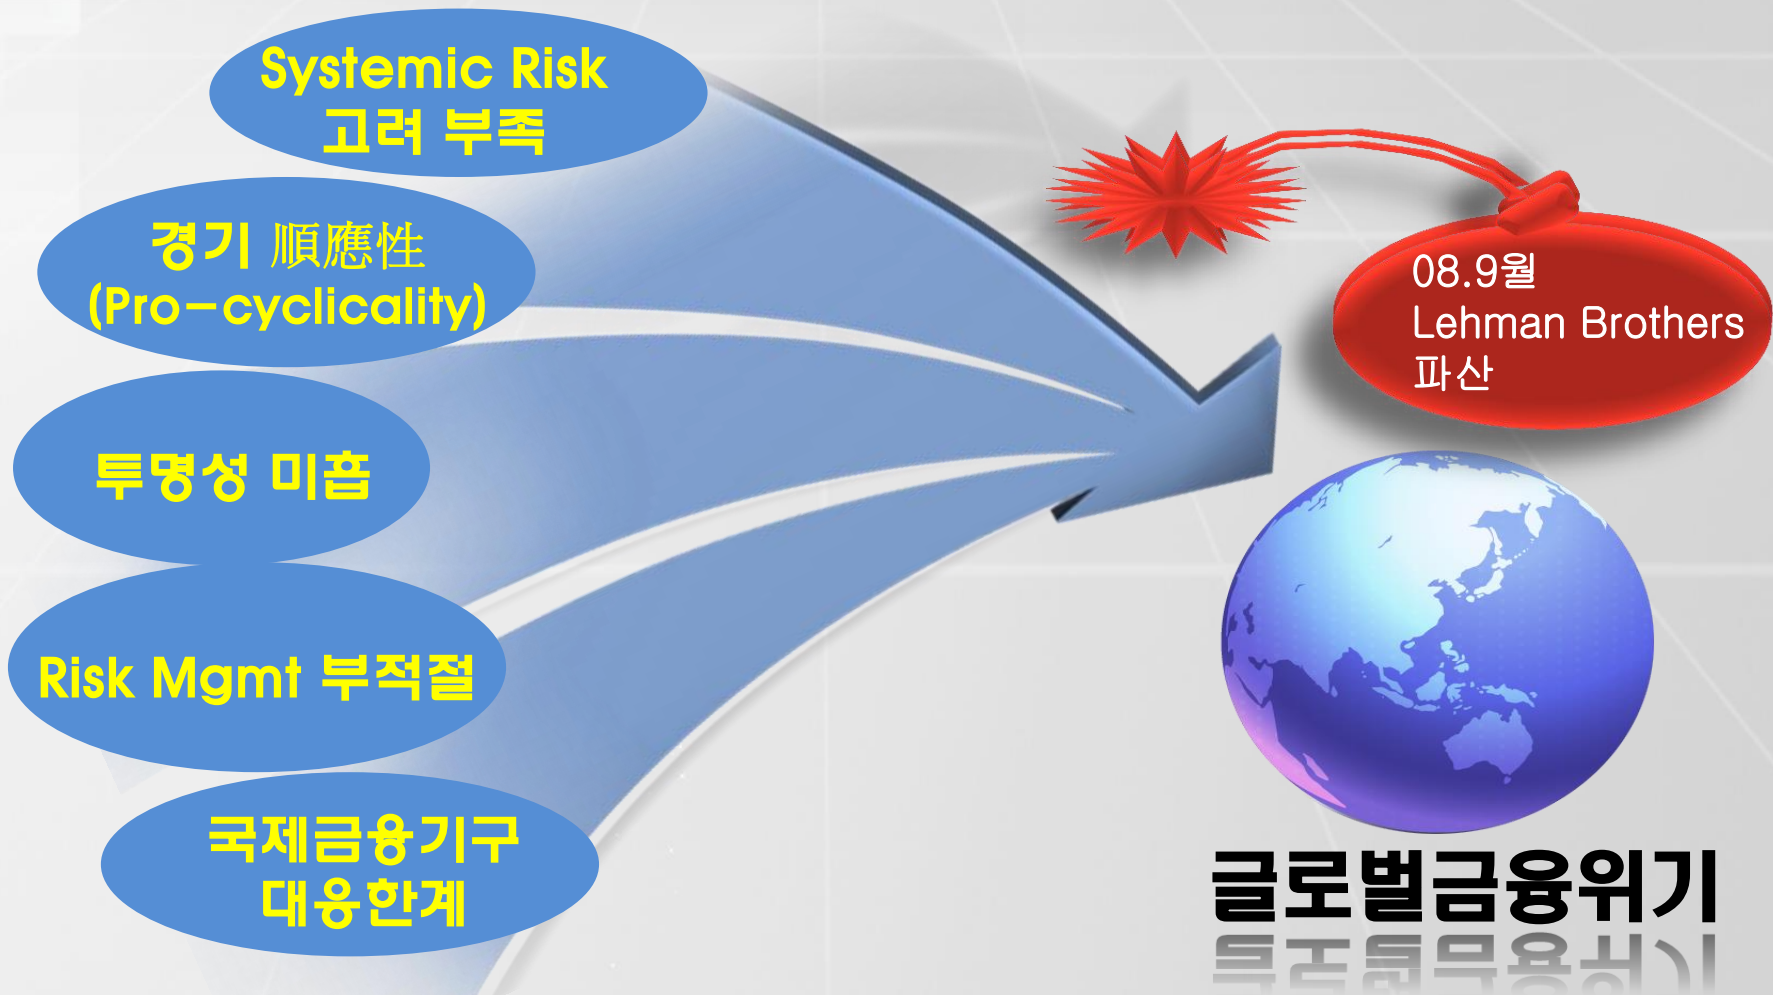 Systemic Risk
고려 부족
경기 順應性
(Pro-cyclicality)
투명성 미흡
Risk Mgmt 부적절
국제금융기구
대응한계
08.9월
Lehman Brothers
파산
글로벌금융위기